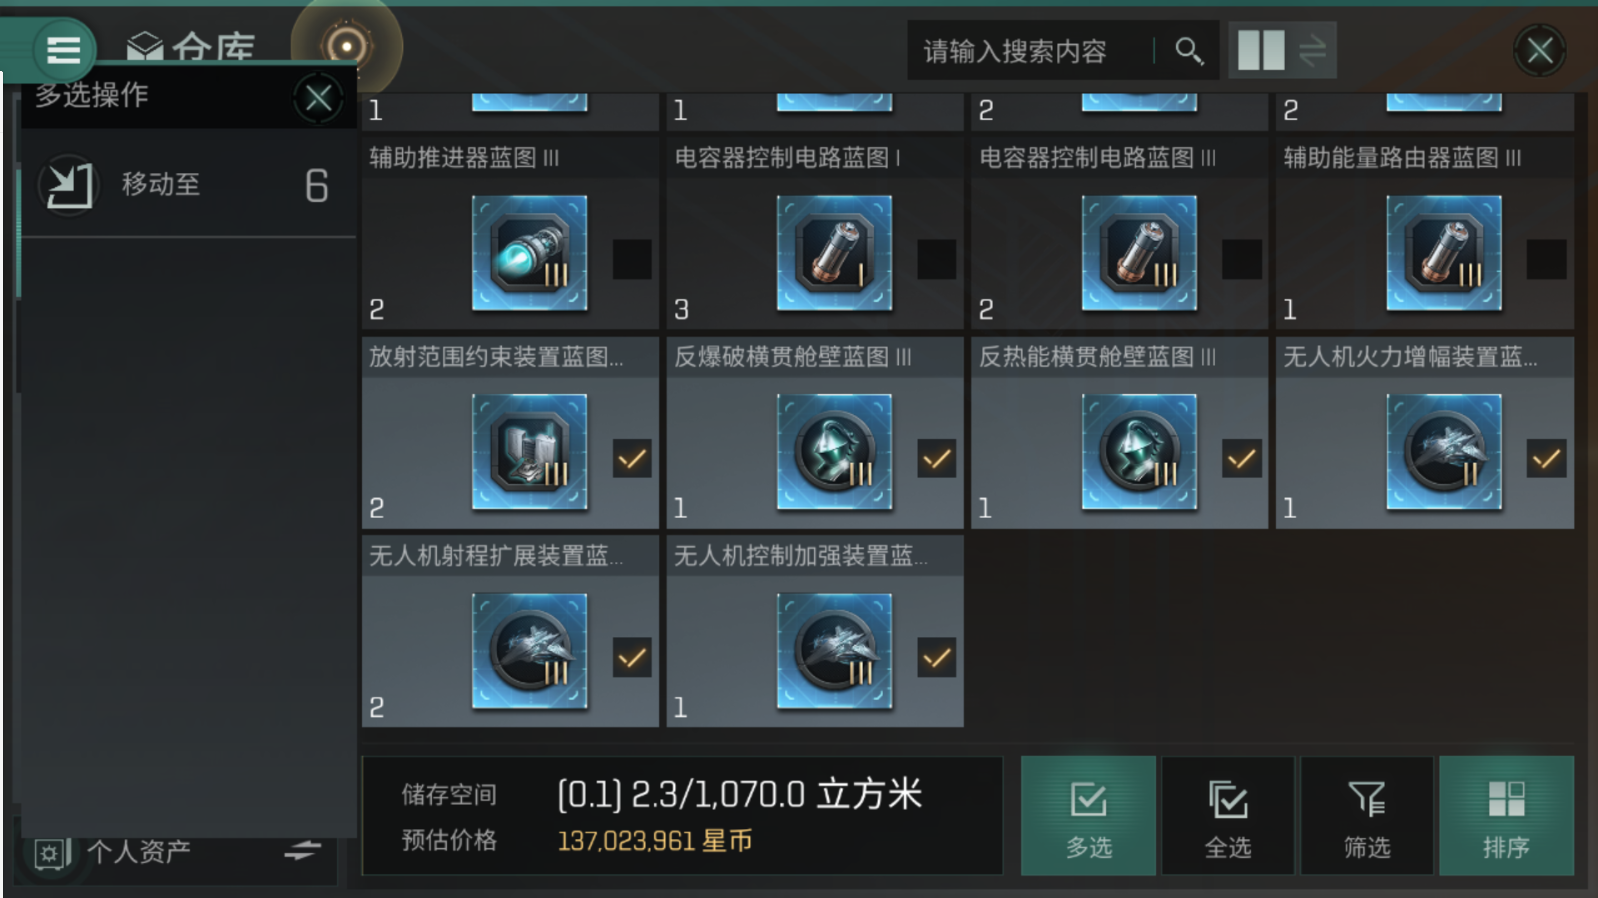 仓库
请输入搜索内容
多选操作
移动至 6
1 1 2 2
辅助推进器蓝图 III
2
电容器控制电路蓝图 I
3
电容器控制电路蓝图 III
2
辅助能量路由器蓝图 III
1
放射范围约束装置蓝图...
2
反爆破横贯舱壁蓝图 III
1
反热能横贯舱壁蓝图 III
1
无人机火力增幅装置蓝...
1
无人机射程扩展装置蓝...
2
无人机控制加强装置蓝...
1
储存空间 (0.1) 2.3/1,070.0 立方米
预估价格 137,023,961 星币
多选
全选
筛选
排序
个人资产